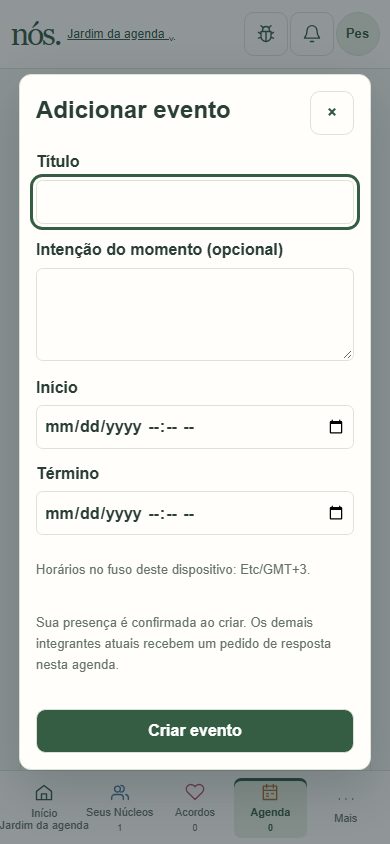 nós. Jardim da agenda Pes
Adicionar evento ×
Título
Intenção do momento (opcional)
Início
mm/dd/yyyy --:-- --
Término
mm/dd/yyyy --:-- --
Horários no fuso deste dispositivo: Etc/GMT+3.
Sua presença é confirmada ao criar. Os demais
integrantes atuais recebem um pedido de resposta
nesta agenda.
Criar evento
Início Seus Núcleos Acordos Agenda Mais
Jardim da agenda 1 0 0